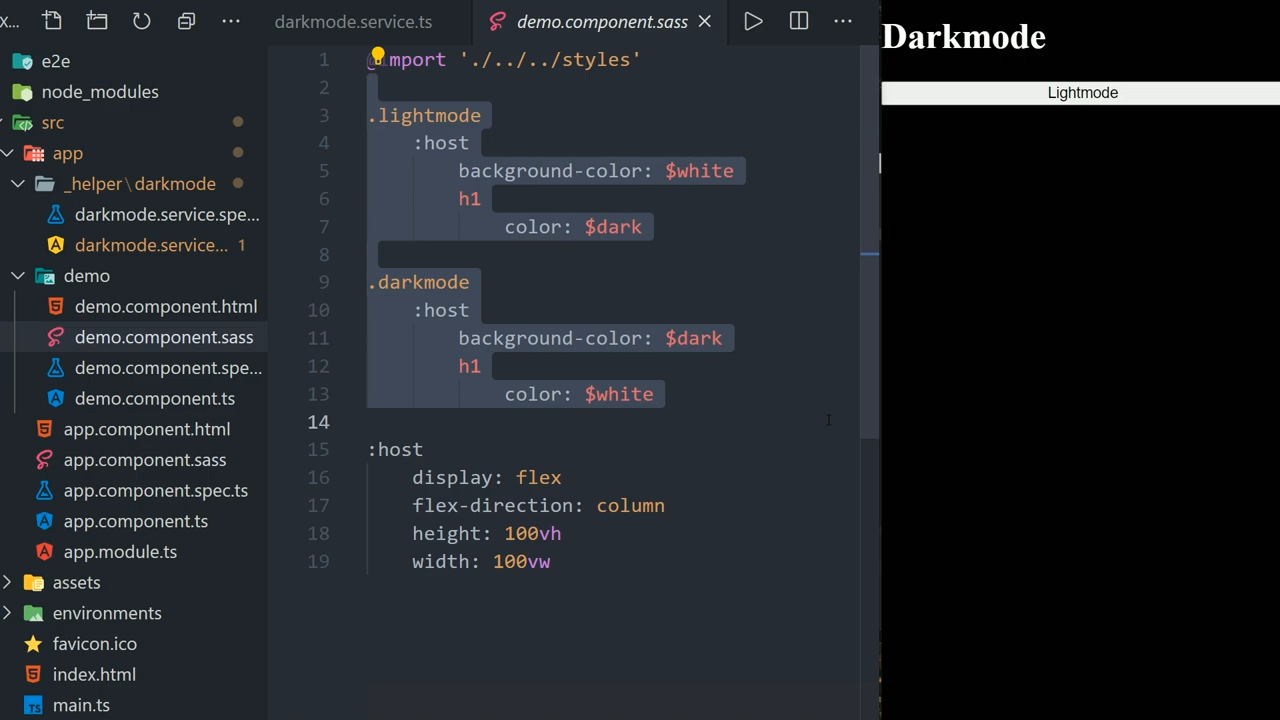 X...
e2e
node_modules
src
app
_helper\darkmode
darkmode.service.spe...
darkmode.service... 1
demo
demo.component.html
demo.component.sass
demo.component.spe...
demo.component.ts
app.component.html
app.component.sass
app.component.spec.ts
app.component.ts
app.module.ts
assets
environments
favicon.ico
index.html
TS main.ts
darkmode.service.ts
demo.component.sass
1 @import './../../styles'
2
3 .lightmode
4 :host
5 background-color: $white
6 h1
7 color: $dark
8
9 .darkmode
10 :host
11 background-color: $dark
12 h1
13 color: $white
14
15 :host
16 display: flex
17 flex-direction: column
18 height: 100vh
19 width: 100vw
Darkmode
Lightmode